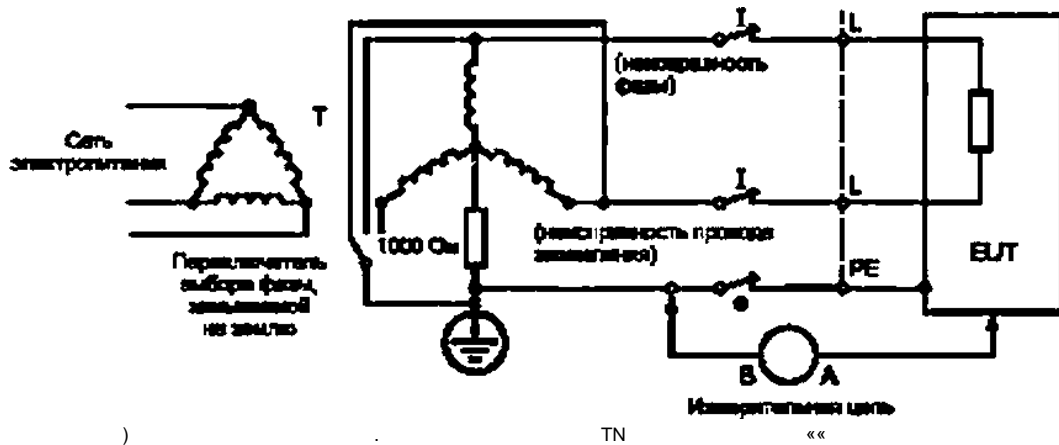 I
L
(неисправность
фазы)
T
Сеть
электропитания
I
L
1000 Ом
(неисправность провода
заземления)
Переключатель
выбора фазы,
замыкаемой
на землю
PE
EUT
e
B
A
Измерительная цепь
) . TN ««